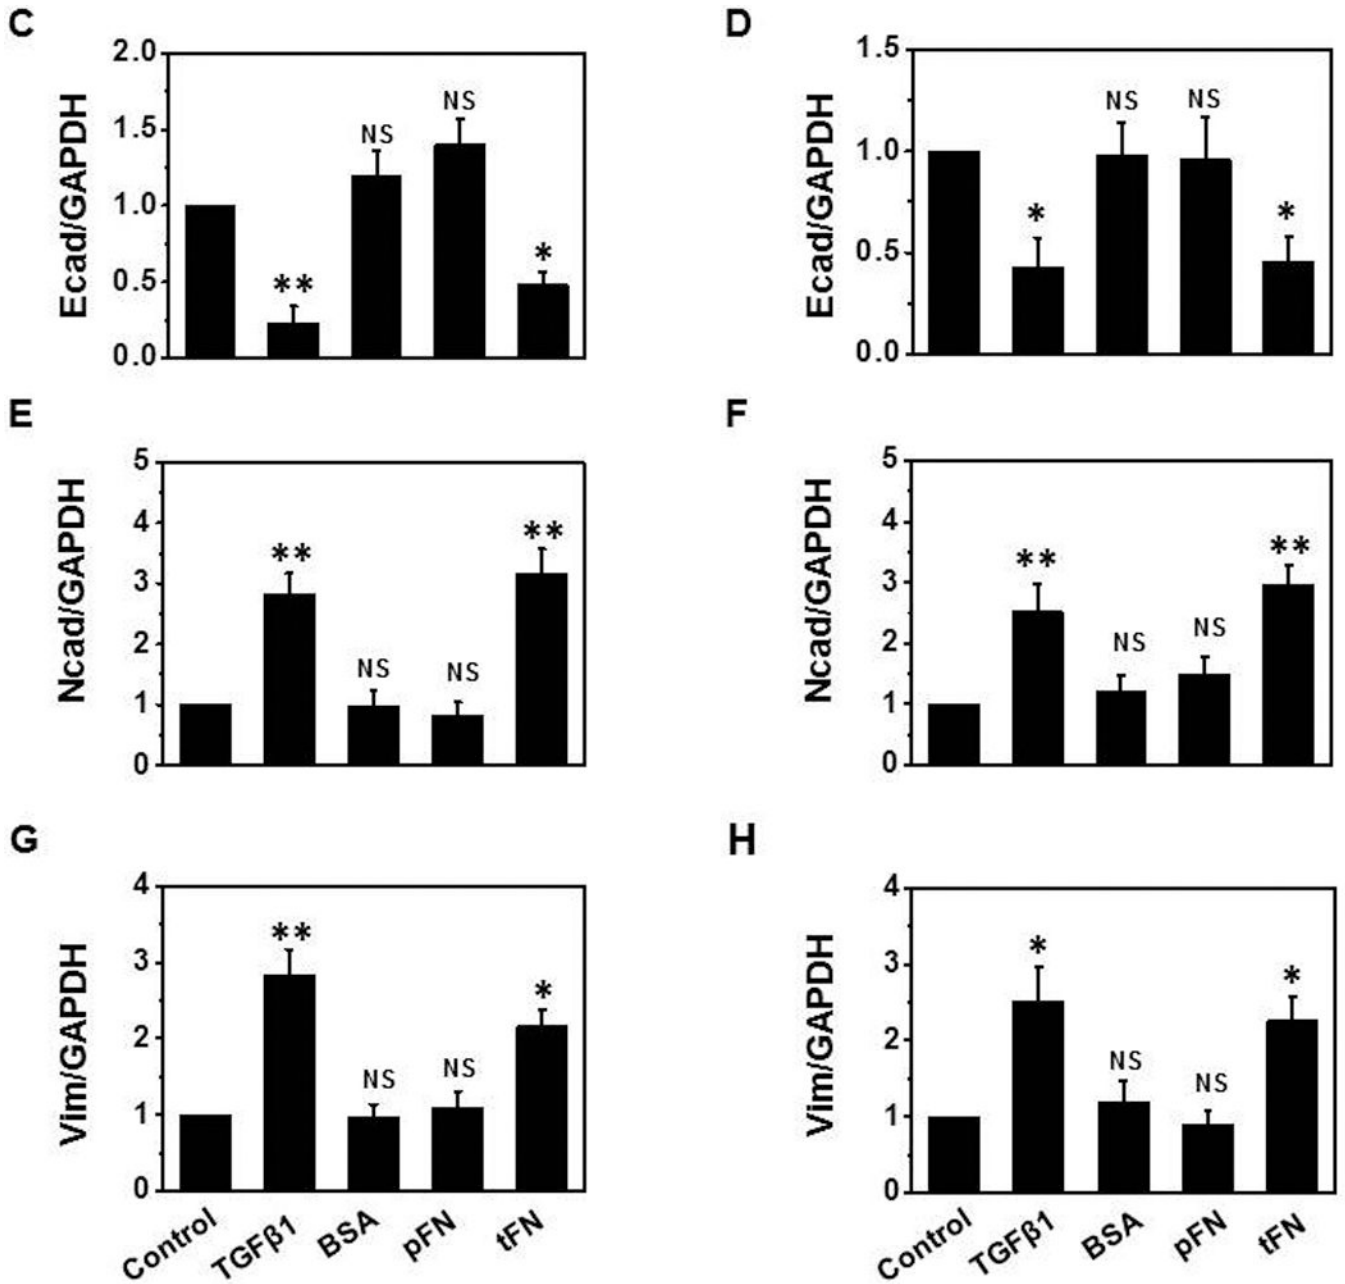 C
2.0
1.5
1.0
0.5
0.0
Ecad/GAPDH
**
NS
NS
*
D
1.5
1.0
0.5
0.0
Ecad/GAPDH
*
NS
NS
*
E
5
4
3
2
1
0
Ncad/GAPDH
**
NS
NS
**
F
5
4
3
2
1
0
Ncad/GAPDH
**
NS
NS
**
G
4
3
2
1
0
Vim/GAPDH
**
NS
NS
*
Control
TGFβ1
BSA
pFN
tFN
H
4
3
2
1
0
Vim/GAPDH
*
NS
NS
*
Control
TGFβ1
BSA
pFN
tFN